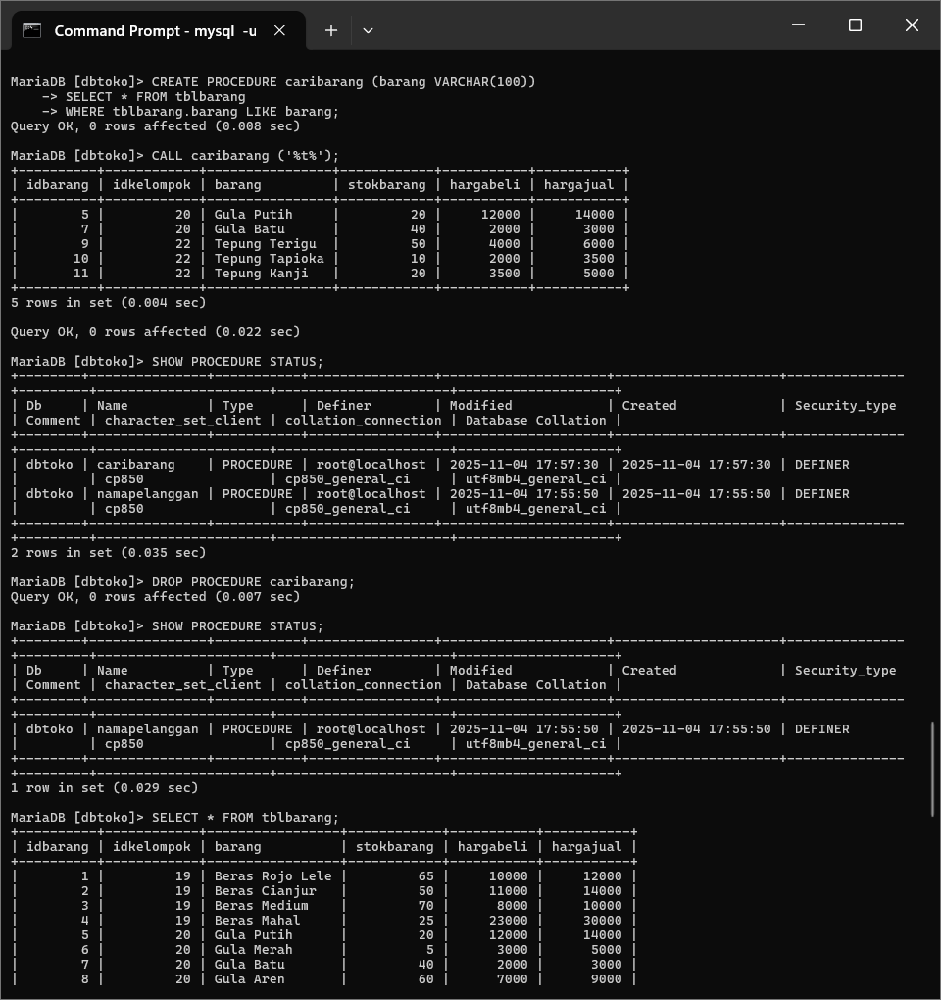 Command Prompt - mysql  -u
MariaDB [dbtoko]> CREATE PROCEDURE caribarang (barang VARCHAR(100))
    -> SELECT * FROM tblbarang
    -> WHERE tblbarang.barang LIKE barang;
Query OK, 0 rows affected (0.008 sec)
MariaDB [dbtoko]> CALL caribarang ('%t%');
+----------+------------+----------------+------------+-----------+-----------+
| idbarang | idkelompok | barang         | stokbarang | hargabeli | hargajual |
+----------+------------+----------------+------------+-----------+-----------+
|        5 |         20 | Gula Putih     |         20 |     12000 |     14000 |
|        7 |         20 | Gula Batu      |         40 |      2000 |      3000 |
|        9 |         22 | Tepung Terigu  |         50 |      4000 |      6000 |
|       10 |         22 | Tepung Tapioka |         10 |      2000 |      3500 |
|       11 |         22 | Tepung Kanji   |         20 |      3500 |      5000 |
+----------+------------+----------------+------------+-----------+-----------+
5 rows in set (0.004 sec)
Query OK, 0 rows affected (0.022 sec)
MariaDB [dbtoko]> SHOW PROCEDURE STATUS;
+--------+---------------+-----------+----------------+---------------------+---------------------+---------------
+---------+----------------------+----------------------+--------------------+
| Db     | Name          | Type      | Definer        | Modified            | Created             | Security_type
| Comment | character_set_client | collation_connection | Database Collation |
+--------+---------------+-----------+----------------+---------------------+---------------------+---------------
+---------+----------------------+----------------------+--------------------+
| dbtoko | caribarang    | PROCEDURE | root@localhost | 2025-11-04 17:57:30 | 2025-11-04 17:57:30 | DEFINER
|         | cp850                | cp850_general_ci     | utf8mb4_general_ci |
| dbtoko | namapelanggan | PROCEDURE | root@localhost | 2025-11-04 17:55:50 | 2025-11-04 17:55:50 | DEFINER
|         | cp850                | cp850_general_ci     | utf8mb4_general_ci |
+--------+---------------+-----------+----------------+---------------------+---------------------+---------------
+---------+----------------------+----------------------+--------------------+
2 rows in set (0.035 sec)
MariaDB [dbtoko]> DROP PROCEDURE caribarang;
Query OK, 0 rows affected (0.007 sec)
MariaDB [dbtoko]> SHOW PROCEDURE STATUS;
+--------+---------------+-----------+----------------+---------------------+---------------------+---------------
+---------+----------------------+----------------------+--------------------+
| Db     | Name          | Type      | Definer        | Modified            | Created             | Security_type
| Comment | character_set_client | collation_connection | Database Collation |
+--------+---------------+-----------+----------------+---------------------+---------------------+---------------
+---------+----------------------+----------------------+--------------------+
| dbtoko | namapelanggan | PROCEDURE | root@localhost | 2025-11-04 17:55:50 | 2025-11-04 17:55:50 | DEFINER
|         | cp850                | cp850_general_ci     | utf8mb4_general_ci |
+--------+---------------+-----------+----------------+---------------------+---------------------+---------------
+---------+----------------------+----------------------+--------------------+
1 row in set (0.029 sec)
MariaDB [dbtoko]> SELECT * FROM tblbarang;
+----------+------------+-----------------+------------+-----------+-----------+
| idbarang | idkelompok | barang          | stokbarang | hargabeli | hargajual |
+----------+------------+-----------------+------------+-----------+-----------+
|        1 |         19 | Beras Rojo Lele |         65 |     10000 |     12000 |
|        2 |         19 | Beras Cianjur   |         50 |     11000 |     14000 |
|        3 |         19 | Beras Medium    |         70 |      8000 |     10000 |
|        4 |         19 | Beras Mahal     |         25 |     23000 |     30000 |
|        5 |         20 | Gula Putih      |         20 |     12000 |     14000 |
|        6 |         20 | Gula Merah      |          5 |      3000 |      5000 |
|        7 |         20 | Gula Batu       |         40 |      2000 |      3000 |
|        8 |         20 | Gula Aren       |         60 |      7000 |      9000 |